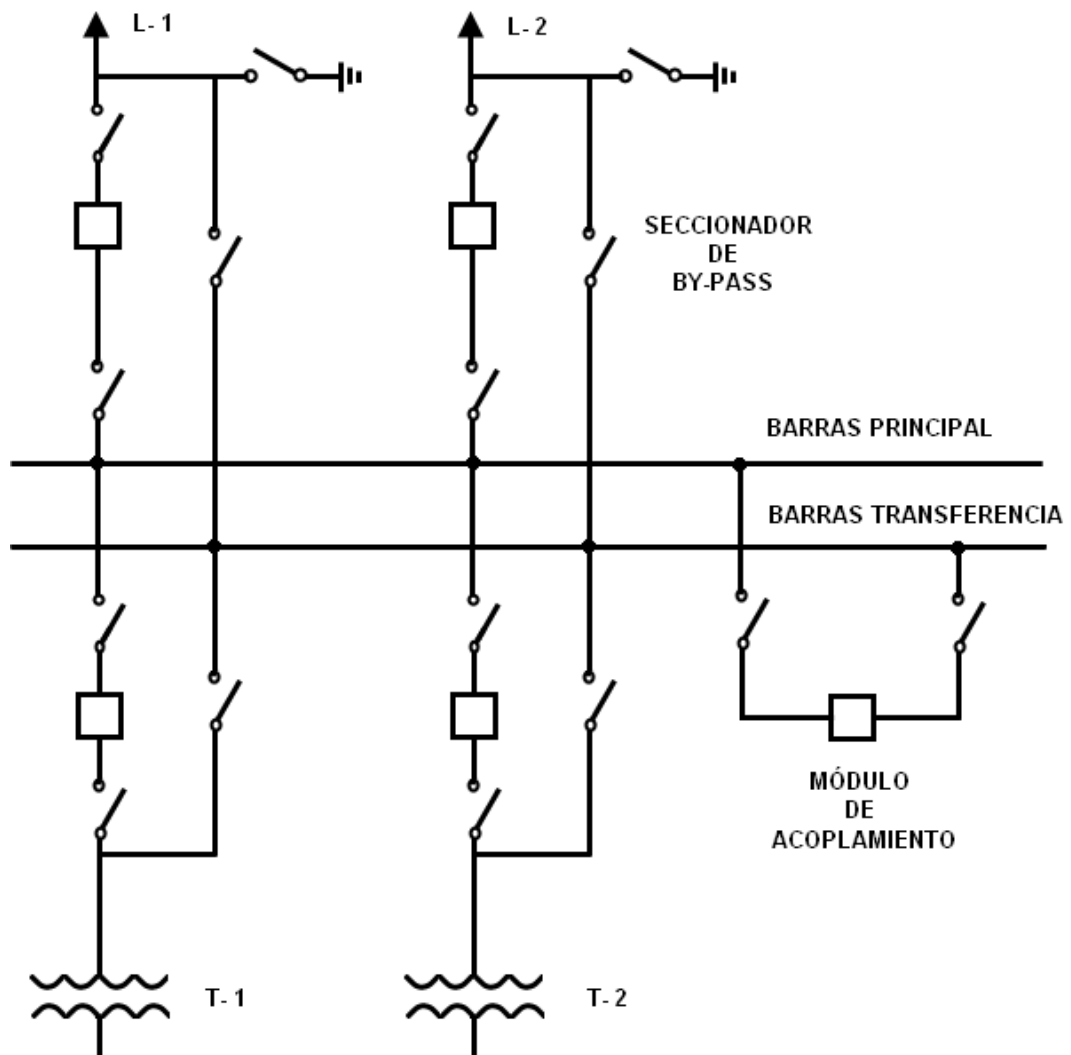 L- 1
L- 2
SECCIONADOR
DE
BY-PASS
BARRAS PRINCIPAL
BARRAS TRANSFERENCIA
MÓDULO
DE
ACOPLAMIENTO
T- 1
T- 2